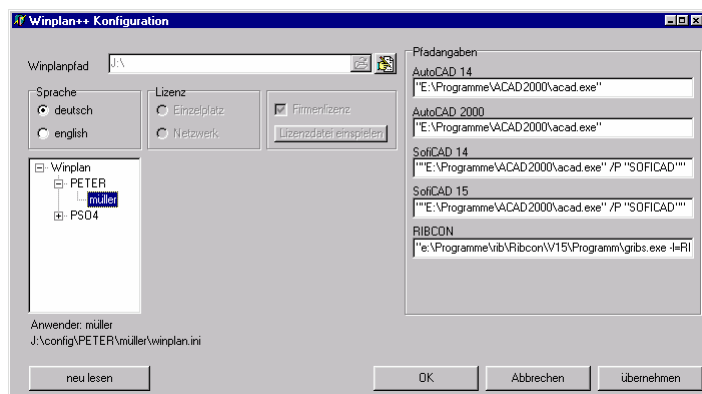 Winplan++ Konfiguration
Winplanpfad
J:\
Sprache
deutsch
english
Lizenz
Einzelplatz
Netzwerk
Firmenlizenz
Lizenzdatei einspielen
Winplan
PETER
müller
PS04
Anwender: müller
J:\config\PETER\müller\winplan.ini
Pfadangaben
AutoCAD 14
"E:\Programme\ACAD2000\acad.exe"
AutoCAD 2000
"E:\Programme\ACAD2000\acad.exe"
SofiCAD 14
""E:\Programme\ACAD2000\acad.exe" /P "SOFICAD""
SofiCAD 15
""E:\Programme\ACAD2000\acad.exe" /P "SOFICAD""
RIBCON
"e:\Programme\rib\Ribcon\V15\Programm\gribs.exe -I=RI
neu lesen
OK
Abbrechen
übernehmen